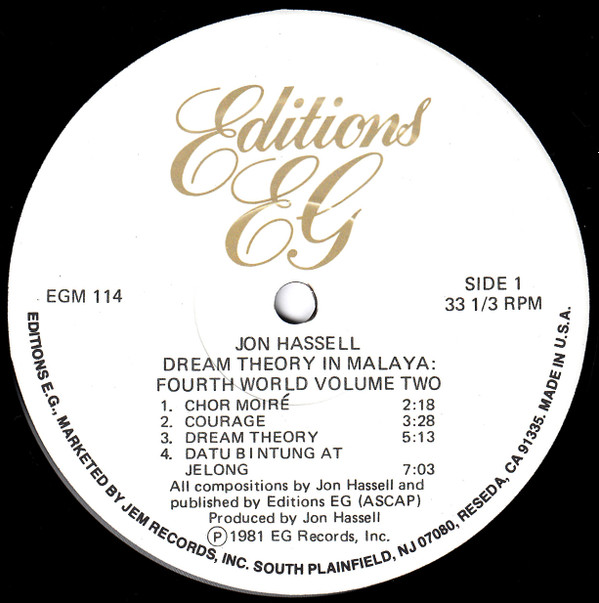 Editions
EG
EGM 114
SIDE 1
33 1/3 RPM
JON HASSELL
DREAM THEORY IN MALAYA:
FOURTH WORLD VOLUME TWO
1. CHOR MOIRÉ 2:18
2. COURAGE 3:28
3. DREAM THEORY 5:13
4. DATU BINTUNG AT
JELONG 7:03
All compositions by Jon Hassell and
published by Editions EG (ASCAP)
Produced by Jon Hassell
Ⓟ 1981 EG Records, Inc.
EDITIONS E.G., MARKETED BY JEM RECORDS, INC. SOUTH PLAINFIELD, NJ 07080, RESEDA, CA 91335. MADE IN U.S.A.